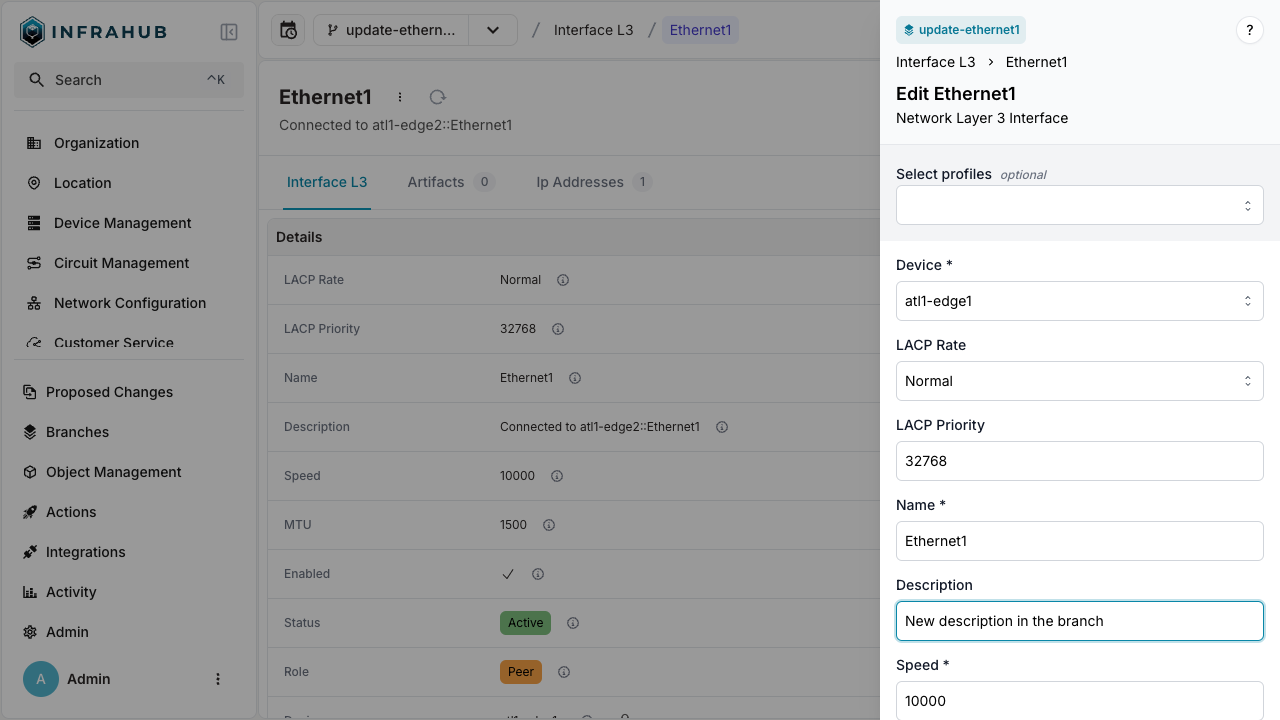 INFRAHUB
Search ^K
Organization
Location
Device Management
Circuit Management
Network Configuration
Customer Service
Proposed Changes
Branches
Object Management
Actions
Integrations
Activity
Admin
A Admin
update-ethern... / Interface L3 / Ethernet1
Ethernet1
Connected to atl1-edge2::Ethernet1
Interface L3 Artifacts 0 Ip Addresses 1
Details
LACP Rate Normal
LACP Priority 32768
Name Ethernet1
Description Connected to atl1-edge2::Ethernet1
Speed 10000
MTU 1500
Enabled
Status Active
Role Peer
update-ethernet1 ?
Interface L3 > Ethernet1
Edit Ethernet1
Network Layer 3 Interface
Select profiles optional
Device *
atl1-edge1
LACP Rate
Normal
LACP Priority
32768
Name *
Ethernet1
Description
New description in the branch
Speed *
10000